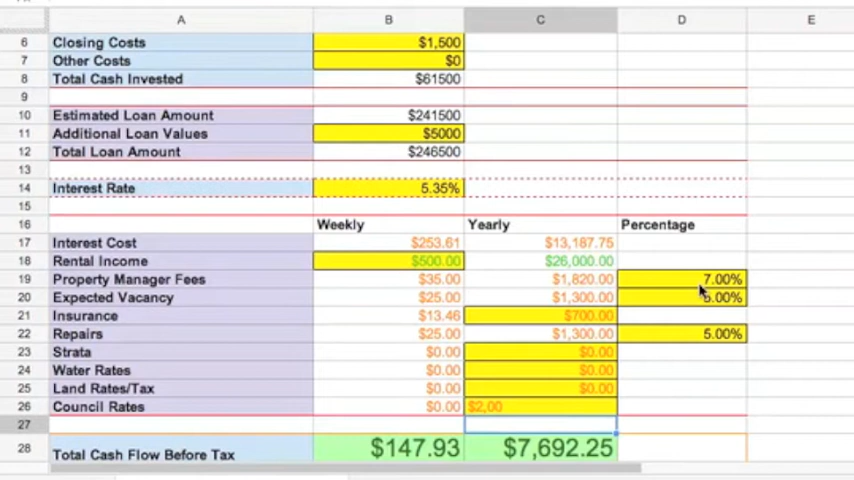 A B C D E
6 Closing Costs $1,500
7 Other Costs $0
8 Total Cash Invested $61500
9
10 Estimated Loan Amount $241500
11 Additional Loan Values $5000
12 Total Loan Amount $246500
13
14 Interest Rate 5.35%
15
16 Weekly Yearly Percentage
17 Interest Cost $253.61 $13,187.75
18 Rental Income $500.00 $26,000.00
19 Property Manager Fees $35.00 $1,820.00 7.00%
20 Expected Vacancy $25.00 $1,300.00 5.00%
21 Insurance $13.46 $700.00
22 Repairs $25.00 $1,300.00 5.00%
23 Strata $0.00 $0.00
24 Water Rates $0.00 $0.00
25 Land Rates/Tax $0.00 $0.00
26 Council Rates $0.00 $2,00
27
28 Total Cash Flow Before Tax $147.93 $7,692.25